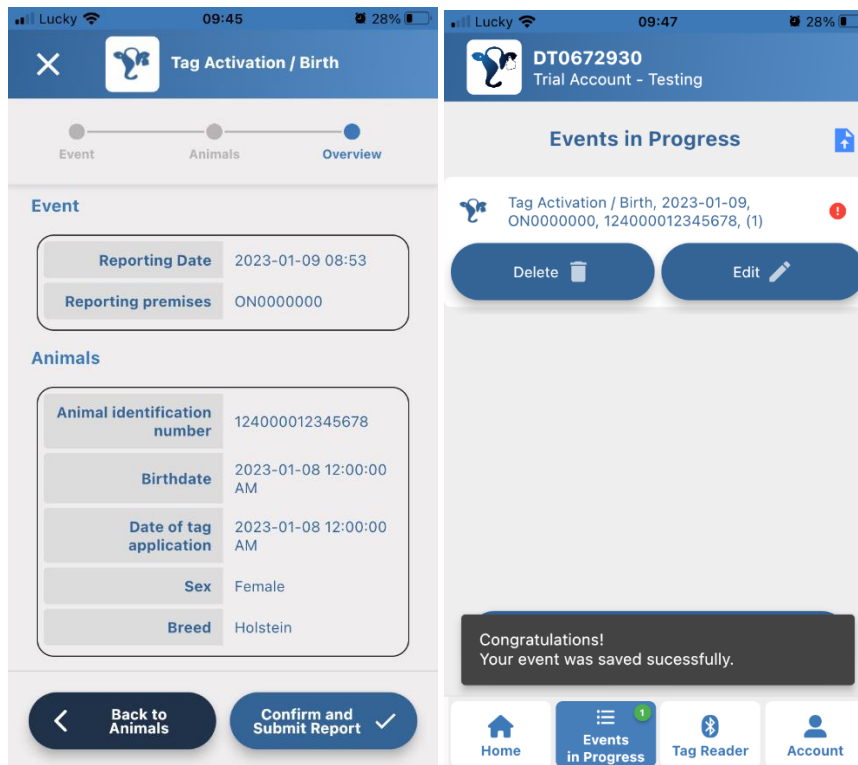 Lucky 09:45 28%
Tag Activation / Birth
Event Animals Overview
Event
Reporting Date 2023-01-09 08:53
Reporting premises ON0000000
Animals
Animal identification
number 124000012345678
Birthdate 2023-01-08 12:00:00
AM
Date of tag
application 2023-01-08 12:00:00
AM
Sex Female
Breed Holstein
Back to
Animals
Confirm and
Submit Report
Lucky 09:47 28%
DT0672930
Trial Account - Testing
Events in Progress
Tag Activation / Birth, 2023-01-09,
ON0000000, 124000012345678, (1)
Delete Edit
Congratulations!
Your event was saved sucessfully.
Home
1
Events
in Progress
Tag Reader
Account